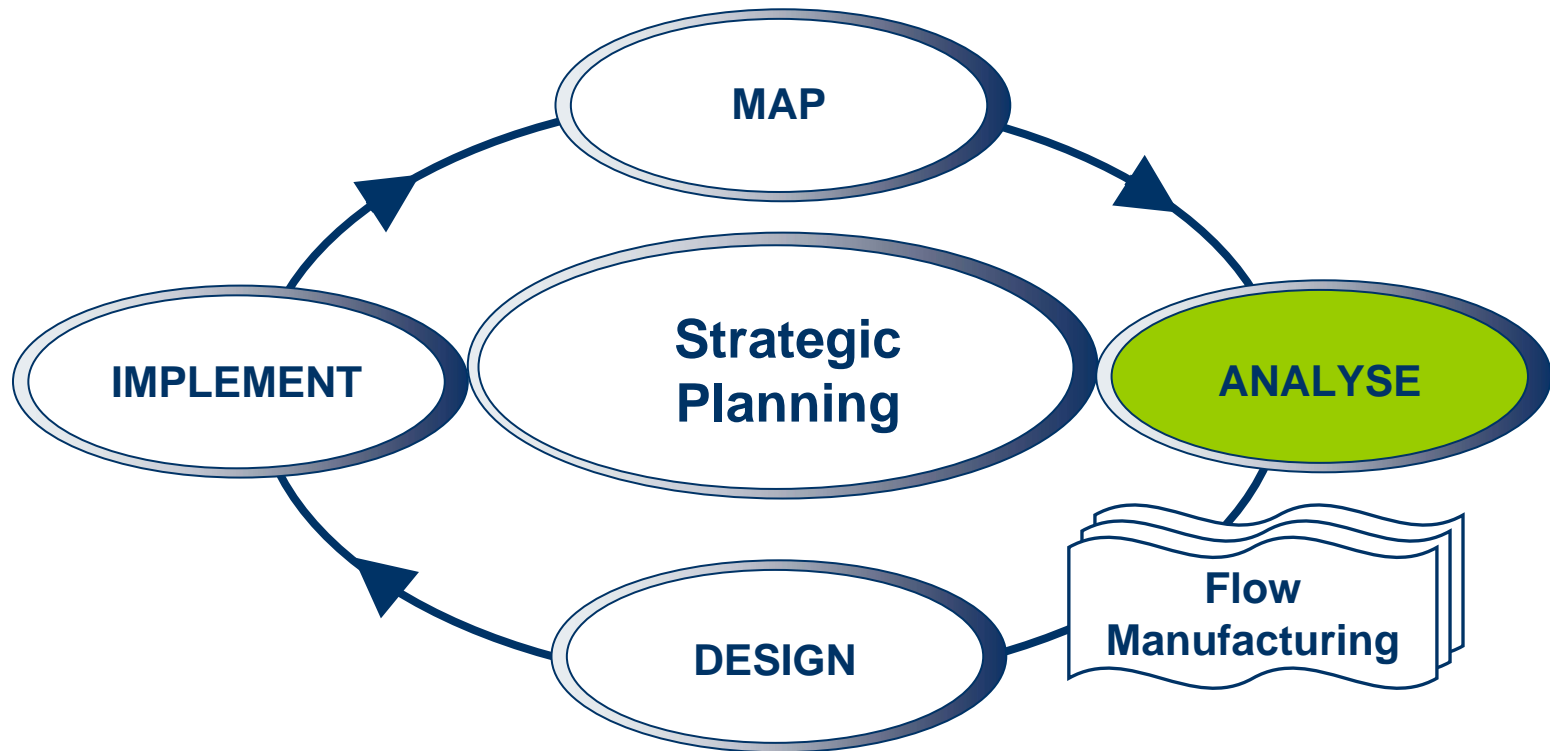 MAP
Strategic
Planning
IMPLEMENT
ANALYSE
Flow
Manufacturing
DESIGN